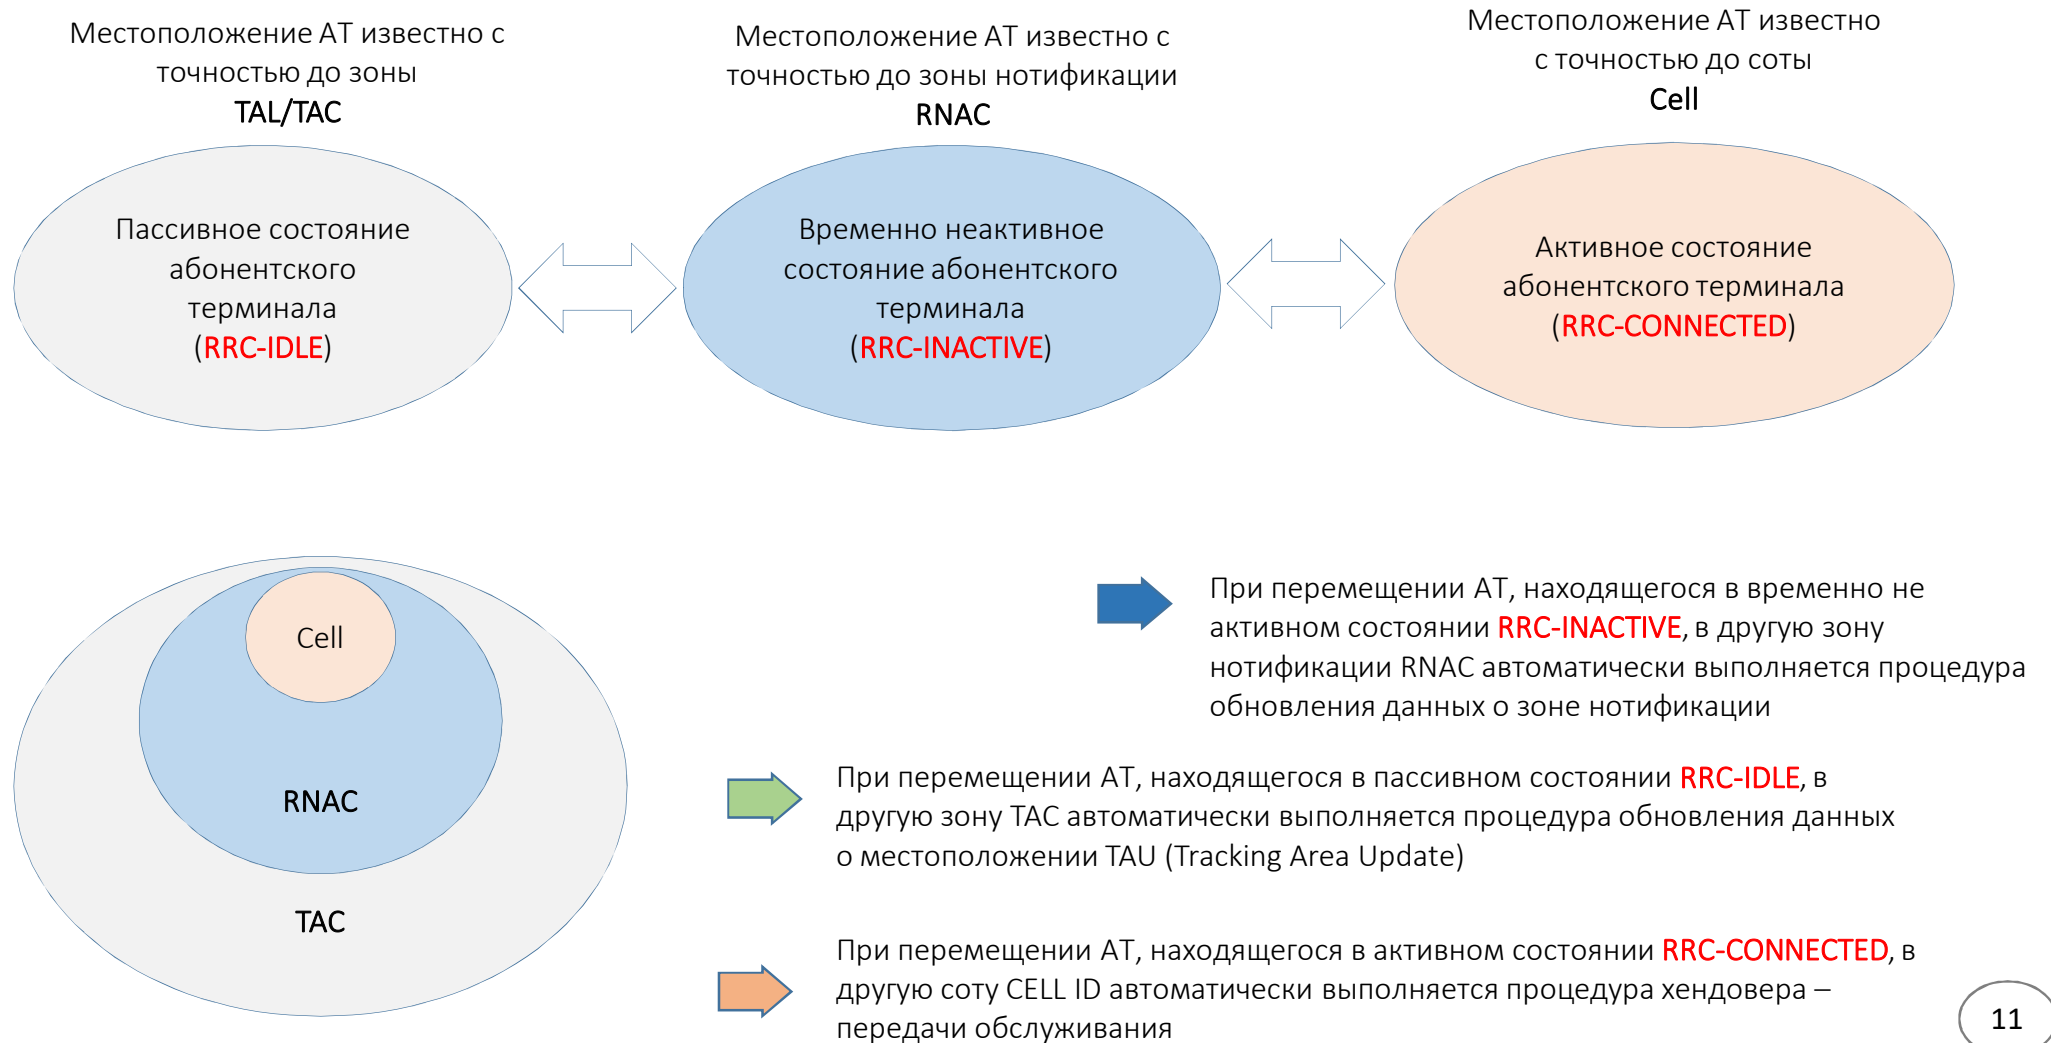 Местоположение АТ известно с
точностью до зоны
TAL/TAC
Местоположение АТ известно с
точностью до зоны нотификации
RNAC
Местоположение АТ известно
с точностью до соты
Cell
Пассивное состояние
абонентского
терминала
(RRC-IDLE)
Временно неактивное
состояние абонентского
терминала
(RRC-INACTIVE)
Активное состояние
абонентского терминала
(RRC-CONNECTED)
Cell
RNAC
TAC
При перемещении АТ, находящегося в временно не
активном состоянии RRC-INACTIVE, в другую зону
нотификации RNAC автоматически выполняется процедура
обновления данных о зоне нотификации
При перемещении АТ, находящегося в пассивном состоянии RRC-IDLE, в
другую зону TAC автоматически выполняется процедура обновления данных
о местоположении TAU (Tracking Area Update)
При перемещении АТ, находящегося в активном состоянии RRC-CONNECTED, в
другую соту CELL ID автоматически выполняется процедура хендовера –
передачи обслуживания
11